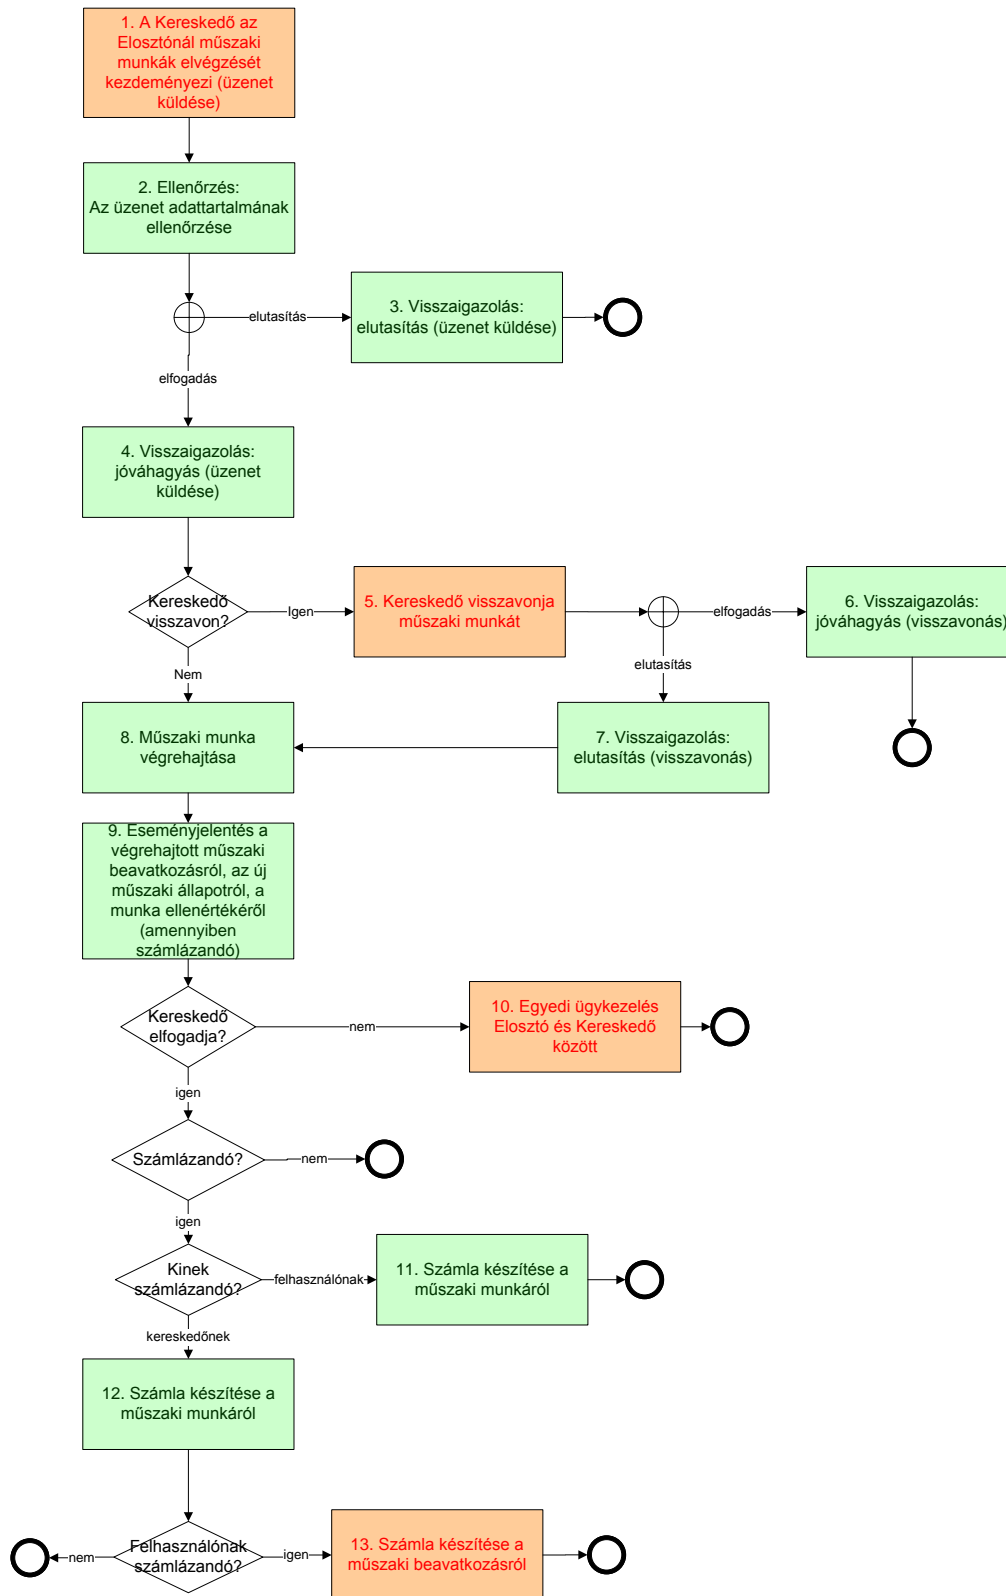 1. A Kereskedő az
Elosztónál műszaki
munkák elvégzését
kezdeményezi (üzenet
küldése)
2. Ellenőrzés:
Az üzenet adattartalmának
ellenőrzése
elutasítás
3. Visszaigazolás:
elutasítás (üzenet küldése)
elfogadás
4. Visszaigazolás:
jóváhagyás (üzenet
küldése)
Kereskedő
visszavon?
Igen
5. Kereskedő visszavonja
műszaki munkát
elfogadás
6. Visszaigazolás:
jóváhagyás (visszavonás)
elutasítás
Nem
7. Visszaigazolás:
elutasítás (visszavonás)
8. Műszaki munka
végrehajtása
9. Eseményjelentés a
végrehajtott műszaki
beavatkozásról, az új
műszaki állapotról, a
munka ellenértékéről
(amennyiben
számlázandó)
Kereskedő
elfogadja?
nem
10. Egyedi ügykezelés
Elosztó és Kereskedő
között
igen
Számlázandó?
nem
igen
Kinek
számlázandó?
felhasználónak
11. Számla készítése a
műszaki munkáról
kereskedőnek
12. Számla készítése a
műszaki munkáról
nem
Felhasználónak
számlázandó?
igen
13. Számla készítése a
műszaki beavatkozásról